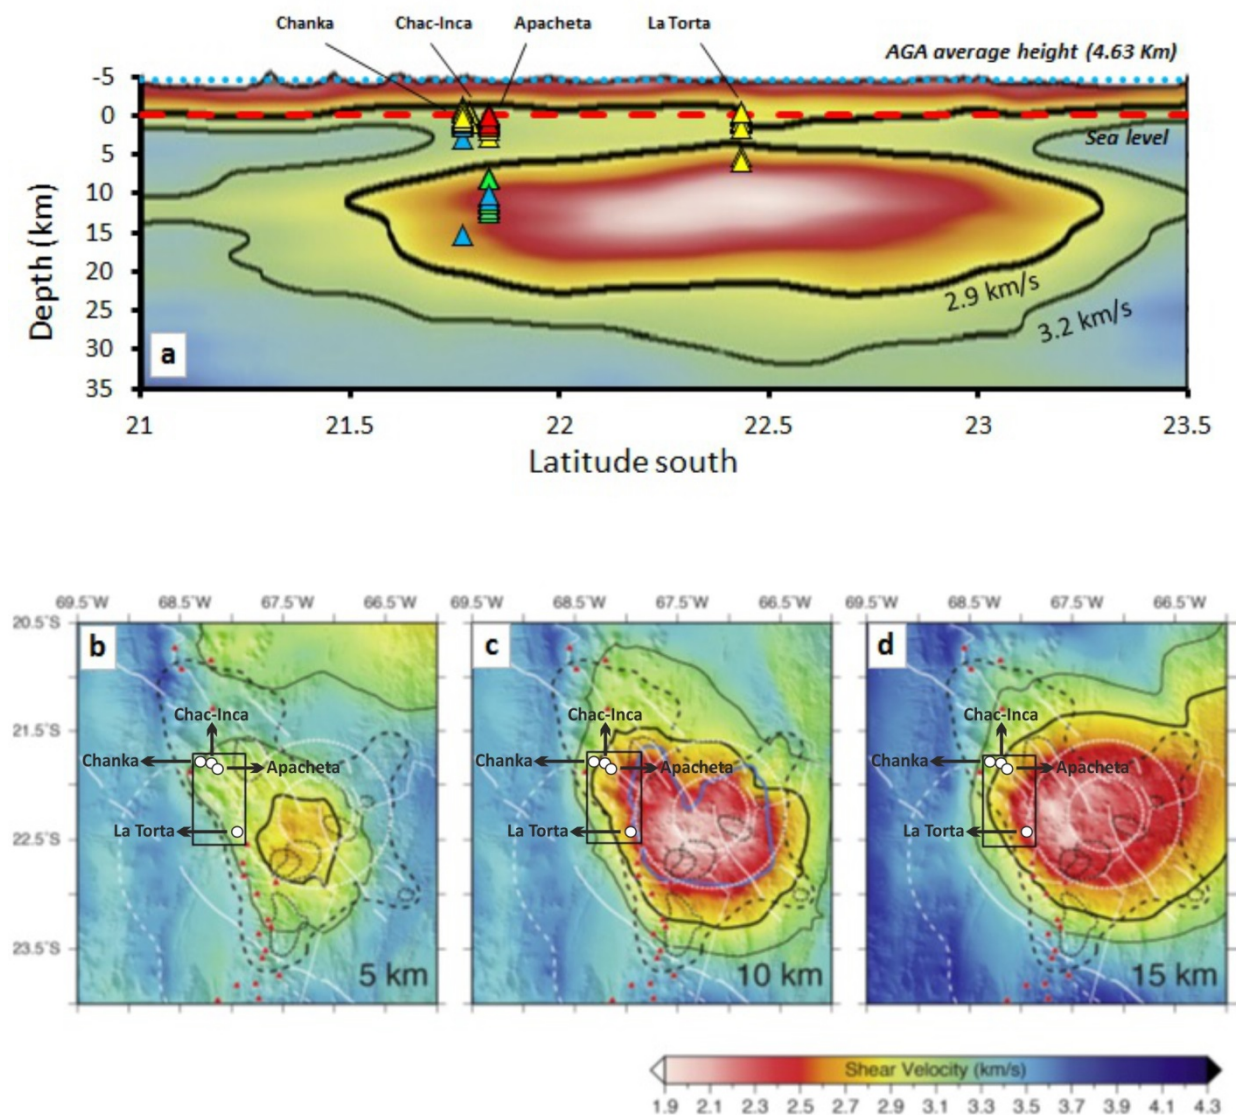 Chanka Chac-Inca Apacheta La Torta
AGA average height (4.63 Km)
-5
0
Sea level
5
10
15
20
2.9 km/s
25
3.2 km/s
30
a
35
Depth (km)
21 21.5 22 22.5 23 23.5
Latitude south
69.5°W 68.5°W 67.5°W 66.5°W 69.5°W 68.5°W 67.5°W 66.5°W 69.5°W 68.5°W 67.5°W 66.5°W
20.5°S
b c d
21.5°S
Chac-Inca Chac-Inca Chac-Inca
Chanka Apacheta Chanka Apacheta Chanka Apacheta
22.5°S
La Torta La Torta La Torta
23.5°S
5 km 10 km 15 km
Shear Velocity (km/s)
1.9 2.1 2.3 2.5 2.7 2.9 3.1 3.3 3.5 3.7 3.9 4.1 4.3